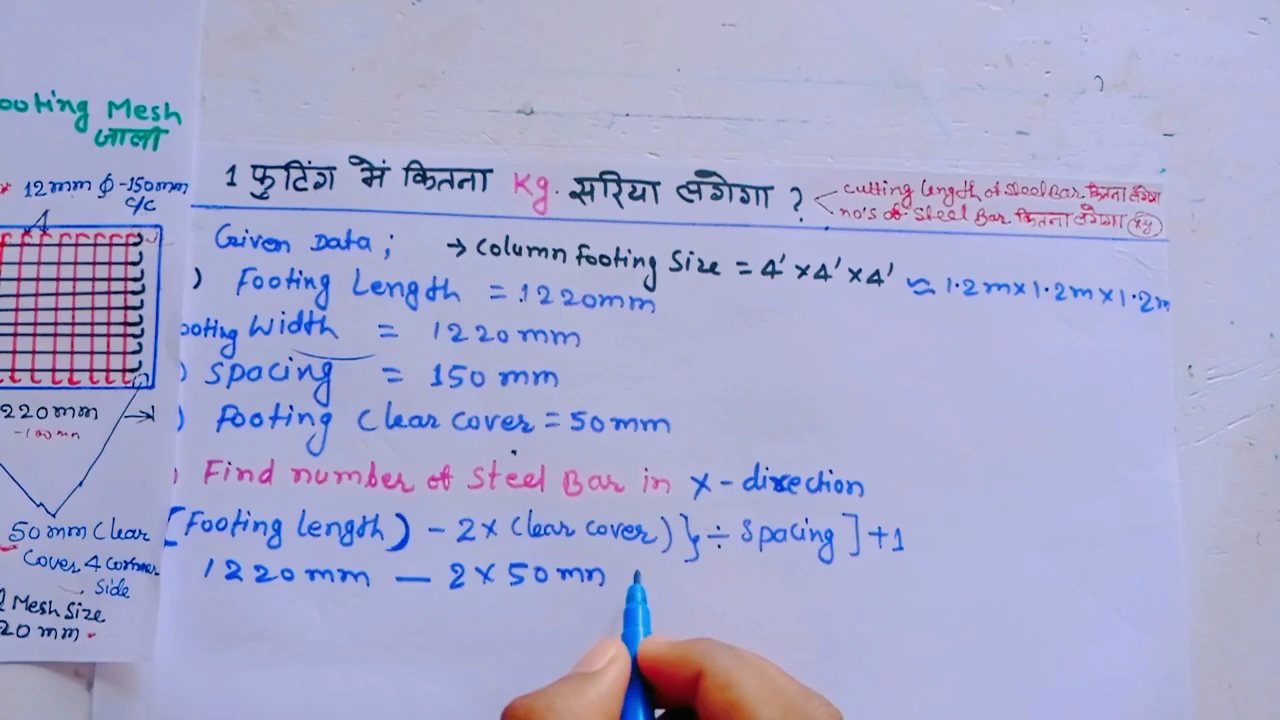 ooting Mesh
जाली
* 12mm ϕ -150mm
c/c
220mm
-100mm
50mm Clear
Cover 4 corner
Side
Mesh Size
20mm
1 फुटिंग में कितना Kg. सरिया लगेगा ?
cutting length of Steel Bar कितना लगेगा
no's of Steel Bar कितना लगेगा
Given Data; → Column Footing Size = 4' × 4' × 4' ≈ 1.2m×1.2m×1.2m
) Footing Length = 1220mm
ooting Width = 1220mm
) Spacing = 150mm
) Footing Clear cover = 50mm
) Find number of Steel Bar in X-direction
[Footing length) - 2 × Clear cover) } ÷ Spacing ] + 1
1220mm - 2 × 50mm